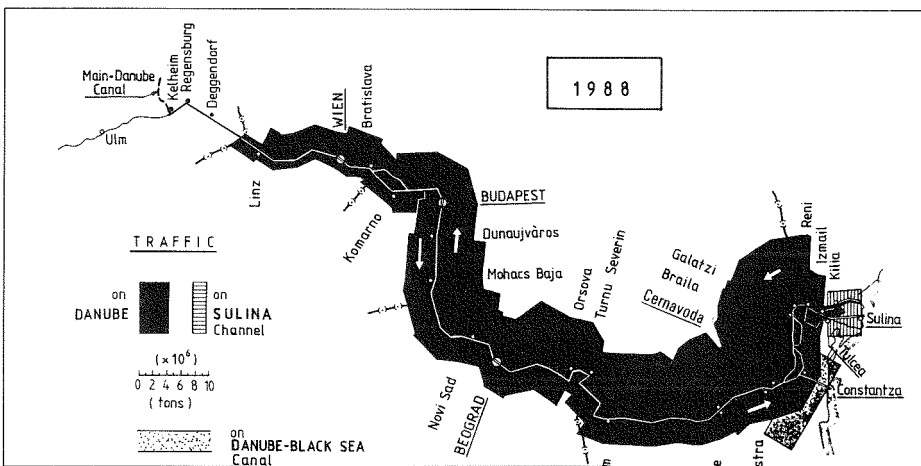 1988
Main-Danube
Canal
Kelheim
Regensburg
Deggendorf
Ulm
Linz
WIEN
Bratislava
Komarno
BUDAPEST
Dunaujvàros
Mohacs Baja
Orsova
Turnu Severin
Galatzi
Braila
CERNAVODA
Reni
Izmail
Kilia
Sulina
Tulcea
Constantza
Novi Sad
BEOGRAD
TRAFFIC
on
DANUBE
on
SULINA
Channel
(×10⁶)
0 2 4 6 8 10
(tons)
on
DANUBE-BLACK SEA
Canal